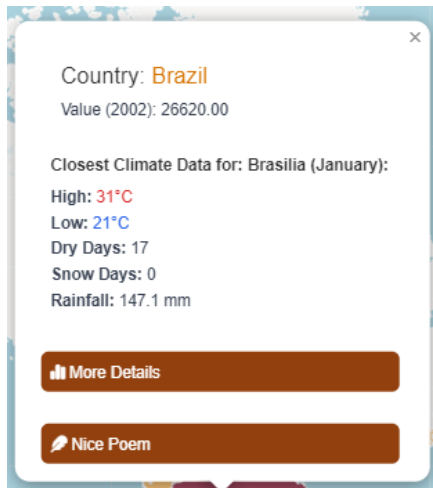 ×
Country: Brazil
Value (2002): 26620.00
Closest Climate Data for: Brasilia (January):
High: 31°C
Low: 21°C
Dry Days: 17
Snow Days: 0
Rainfall: 147.1 mm
More Details
Nice Poem